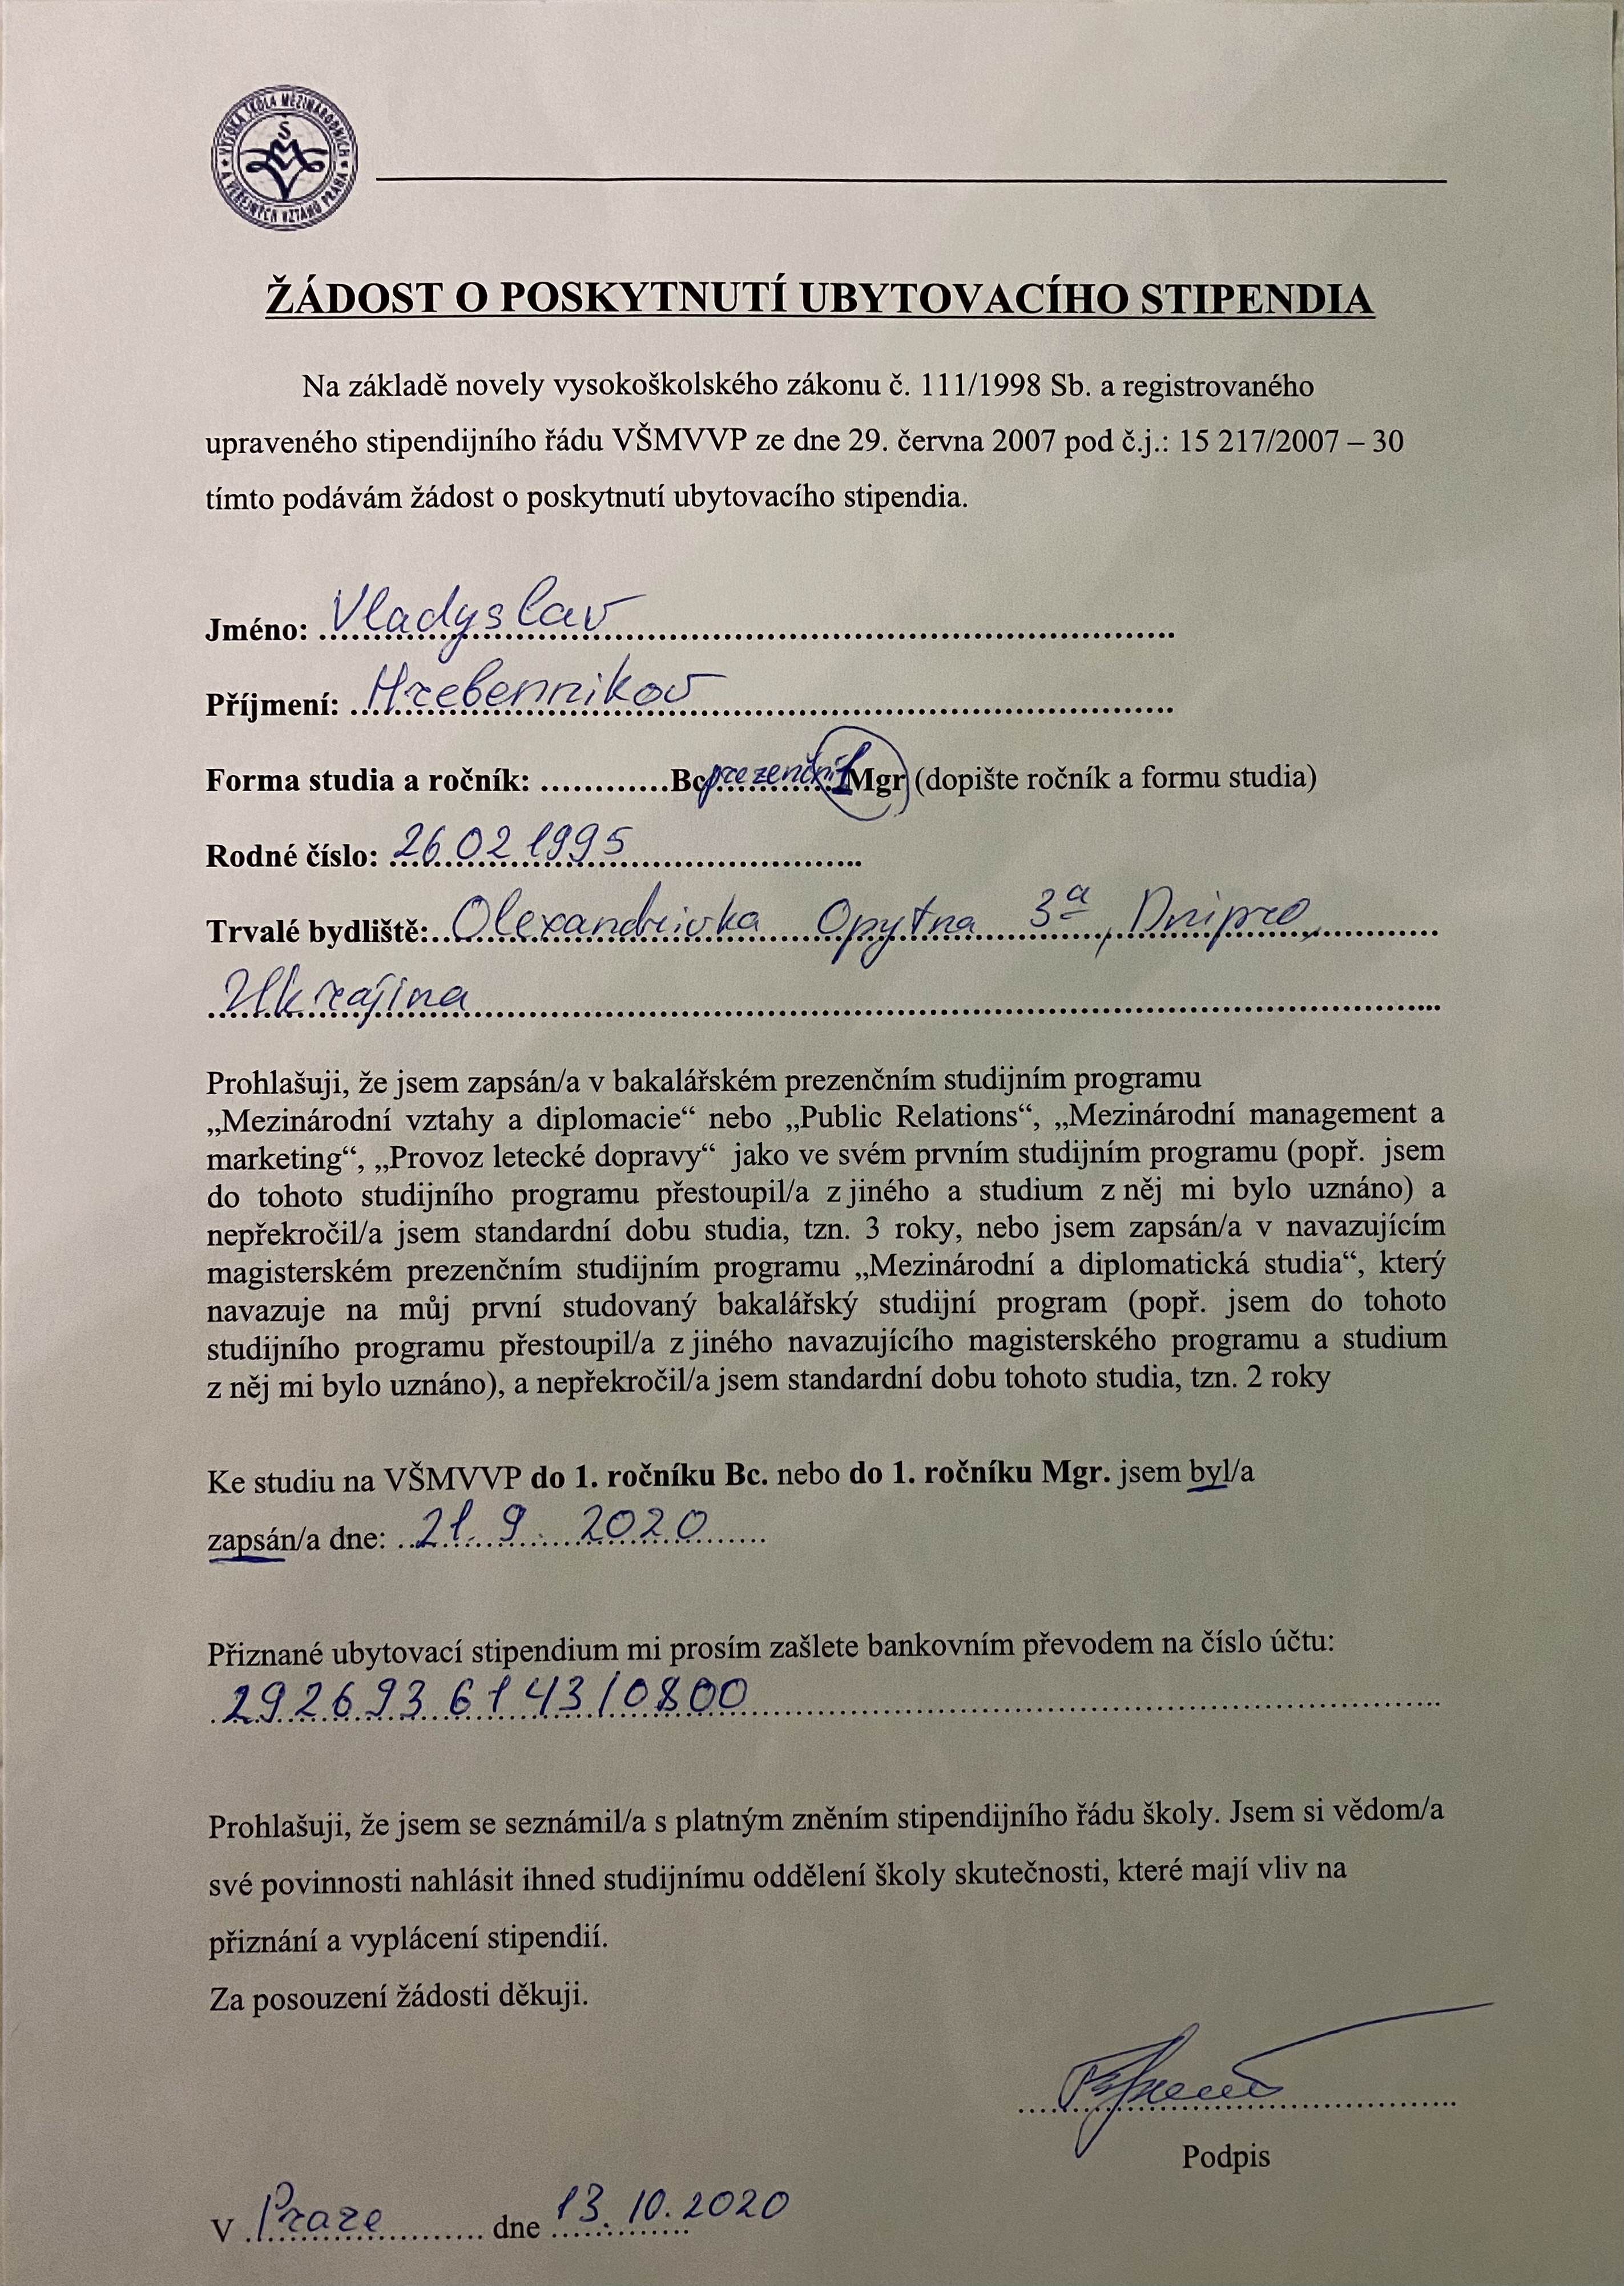 VYSOKÁ ŠKOLA MEZINÁRODNÍCH A VEŘEJNÝCH VZTAHŮ PRAHA
Š
ŽÁDOST O POSKYTNUTÍ UBYTOVACÍHO STIPENDIA
Na základě novely vysokoškolského zákonu č. 111/1998 Sb. a registrovaného
upraveného stipendijního řádu VŠMVVP ze dne 29. června 2007 pod č.j.: 15 217/2007 – 30
tímto podávám žádost o poskytnutí ubytovacího stipendia.
Jméno: Vladyslav
Příjmení: Hrebennikov
Forma studia a ročník: ............Bc prezenční 1 Mgr (dopište ročník a formu studia)
Rodné číslo: 26.02.1995
Trvalé bydliště: Olexandrivka Opytna 3a, Dnipro,
Ukrajina
Prohlašuji, že jsem zapsán/a v bakalářském prezenčním studijním programu
„Mezinárodní vztahy a diplomacie“ nebo „Public Relations“, „Mezinárodní management a
marketing“, „Provoz letecké dopravy“ jako ve svém prvním studijním programu (popř. jsem
do tohoto studijního programu přestoupil/a z jiného a studium z něj mi bylo uznáno) a
nepřekročil/a jsem standardní dobu studia, tzn. 3 roky, nebo jsem zapsán/a v navazujícím
magisterském prezenčním studijním programu „Mezinárodní a diplomatická studia“, který
navazuje na můj první studovaný bakalářský studijní program (popř. jsem do tohoto
studijního programu přestoupil/a z jiného navazujícího magisterského programu a studium
z něj mi bylo uznáno), a nepřekročil/a jsem standardní dobu tohoto studia, tzn. 2 roky
Ke studiu na VŠMVVP do 1. ročníku Bc. nebo do 1. ročníku Mgr. jsem byl/a
zapsán/a dne: 21. 9. 2020
Přiznané ubytovací stipendium mi prosím zašlete bankovním převodem na číslo účtu:
2926936143/0800
Prohlašuji, že jsem se seznámil/a s platným zněním stipendijního řádu školy. Jsem si vědom/a
své povinnosti nahlásit ihned studijnímu oddělení školy skutečnosti, které mají vliv na
přiznání a vyplácení stipendií.
Za posouzení žádosti děkuji.
Podpis
V Praze dne 13.10.2020